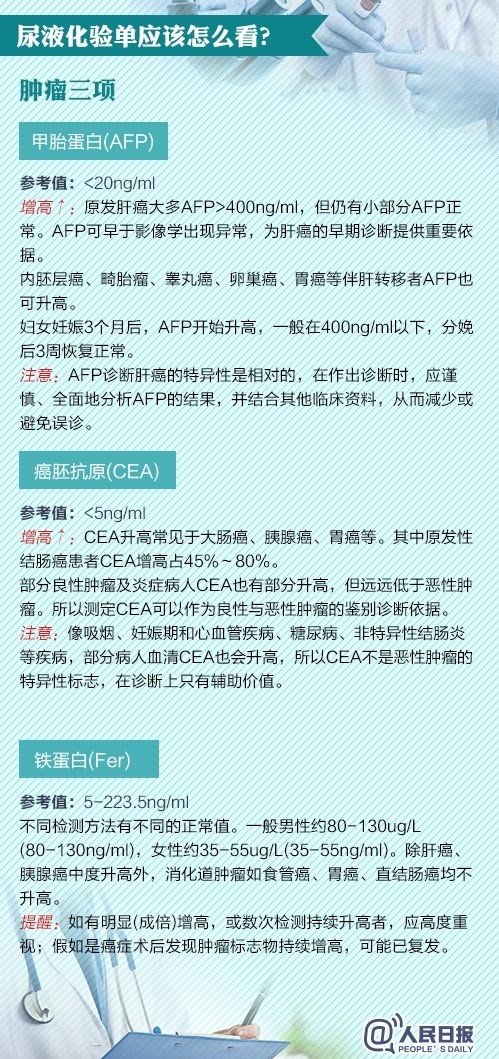 尿液化验单应该怎么看?
肿瘤三项
甲胎蛋白(AFP)
参考值：<20ng/ml
增高↑：原发肝癌大多AFP>400ng/ml，但仍有小部分AFP正
常。AFP可早于影像学出现异常，为肝癌的早期诊断提供重要依
据。
内胚层癌、畸胎瘤、睾丸癌、卵巢癌、胃癌等伴肝转移者AFP也
可升高。
妇女妊娠3个月后，AFP开始升高，一般在400ng/ml以下，分娩
后3周恢复正常。
注意：AFP诊断肝癌的特异性是相对的，在作出诊断时，应谨
慎、全面地分析AFP的结果，并结合其他临床资料，从而减少或
避免误诊。
癌胚抗原(CEA)
参考值：<5ng/ml
增高↑：CEA升高常见于大肠癌、胰腺癌、胃癌等。其中原发性
结肠癌患者CEA增高占45%～80%。
部分良性肿瘤及炎症病人CEA也有部分升高，但远远低于恶性肿
瘤。所以测定CEA可以作为良性与恶性肿瘤的鉴别诊断依据。
注意：像吸烟、妊娠期和心血管疾病、糖尿病、非特异性结肠炎
等疾病，部分病人血清CEA也会升高，所以CEA不是恶性肿瘤的
特异性标志，在诊断上只有辅助价值。
铁蛋白(Fer)
参考值：5-223.5ng/ml
不同检测方法有不同的正常值。一般男性约80-130ug/L
(80-130ng/ml)，女性约35-55ug/L(35-55ng/ml)。除肝癌、
胰腺癌中度升高外，消化道肿瘤如食管癌、胃癌、直结肠癌均不
升高。
提醒：如有明显(成倍)增高，或数次检测持续升高者，应高度重
视；假如是癌症术后发现肿瘤标志物持续增高，可能已复发。
@人民日报
PEOPLE'S DAILY